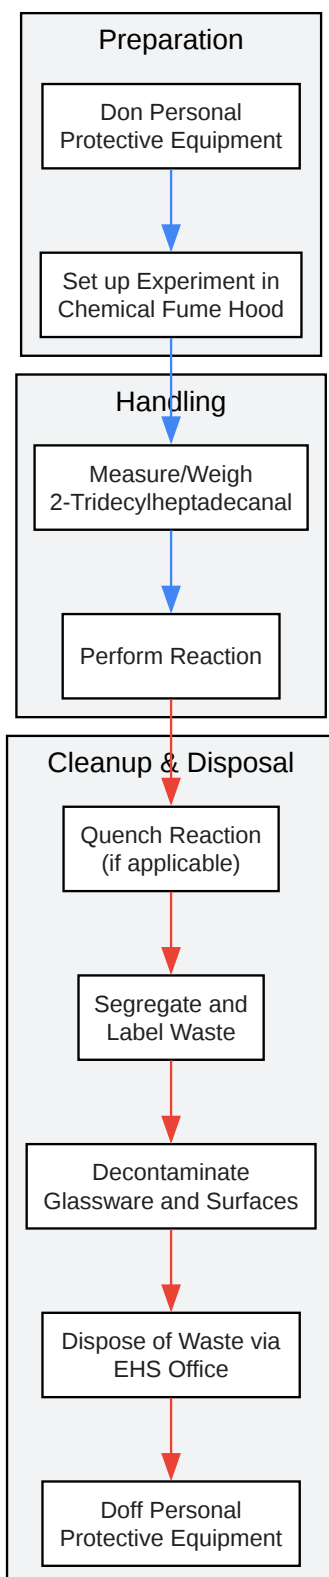 Preparation
Don Personal
Protective Equipment
Set up Experiment in
Chemical Fume Hood
Handling
Measure/Weigh
2-Tridecylheptadecanal
Perform Reaction
Cleanup & Disposal
Quench Reaction
(if applicable)
Segregate and
Label Waste
Decontaminate
Glassware and Surfaces
Dispose of Waste via
EHS Office
Doff Personal
Protective Equipment